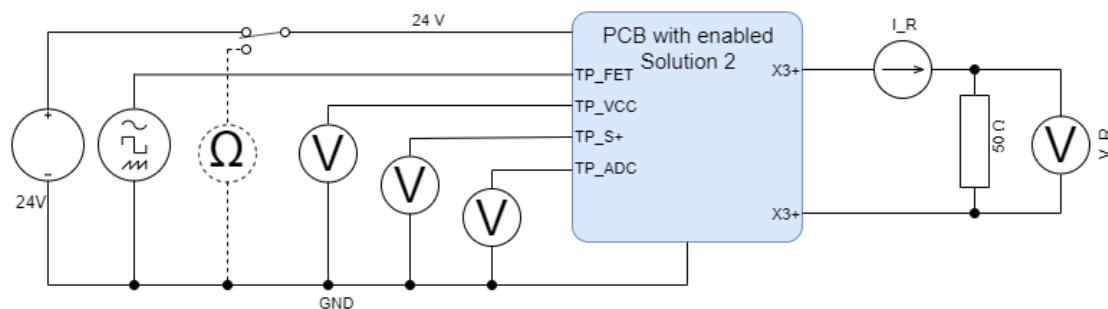 24 V
I_R
PCB with enabled
Solution 2
TP_FET
X3+
TP_VCC
TP_S+
TP_ADC
Ω
V
V
V
50 Ω
V
V_R
+
-
24V
X3+
GND